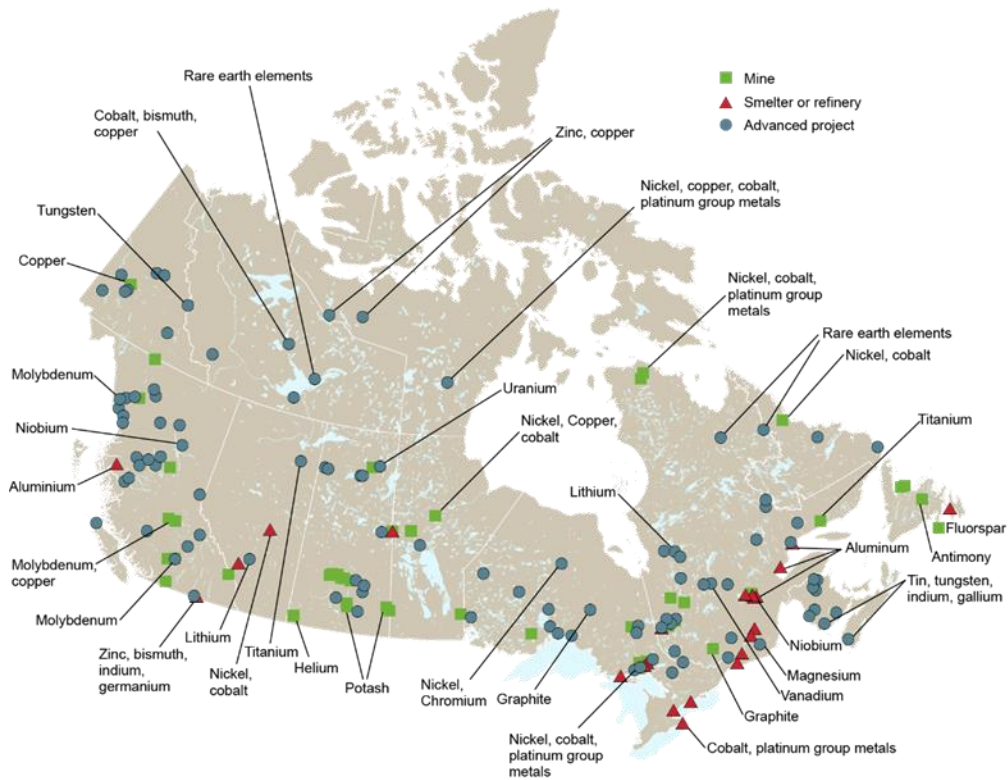 Rare earth elements
Mine
Smelter or refinery
Advanced project
Cobalt, bismuth,
copper
Zinc, copper
Nickel, copper, cobalt,
platinum group
metals
Tungsten
Copper
Nickel, cobalt,
platinum group
metals
Rare earth elements
Nickel, cobalt
Molybdenum
Uranium
Niobium
Nickel, Copper,
cobalt
Titanium
Aluminium
Lithium
Fluorspar
Aluminum
Antimony
Molybdenum,
copper
Tin, tungsten,
indium, gallium
Molybdenum
Lithium
Titanium
Niobium
Zinc, bismuth,
indium,
germanium
Helium
Magnesium
Nickel,
cobalt
Potash
Nickel,
Chromium
Graphite
Vanadium
Graphite
Nickel, cobalt,
platinum group
metals
Cobalt, platinum group metals